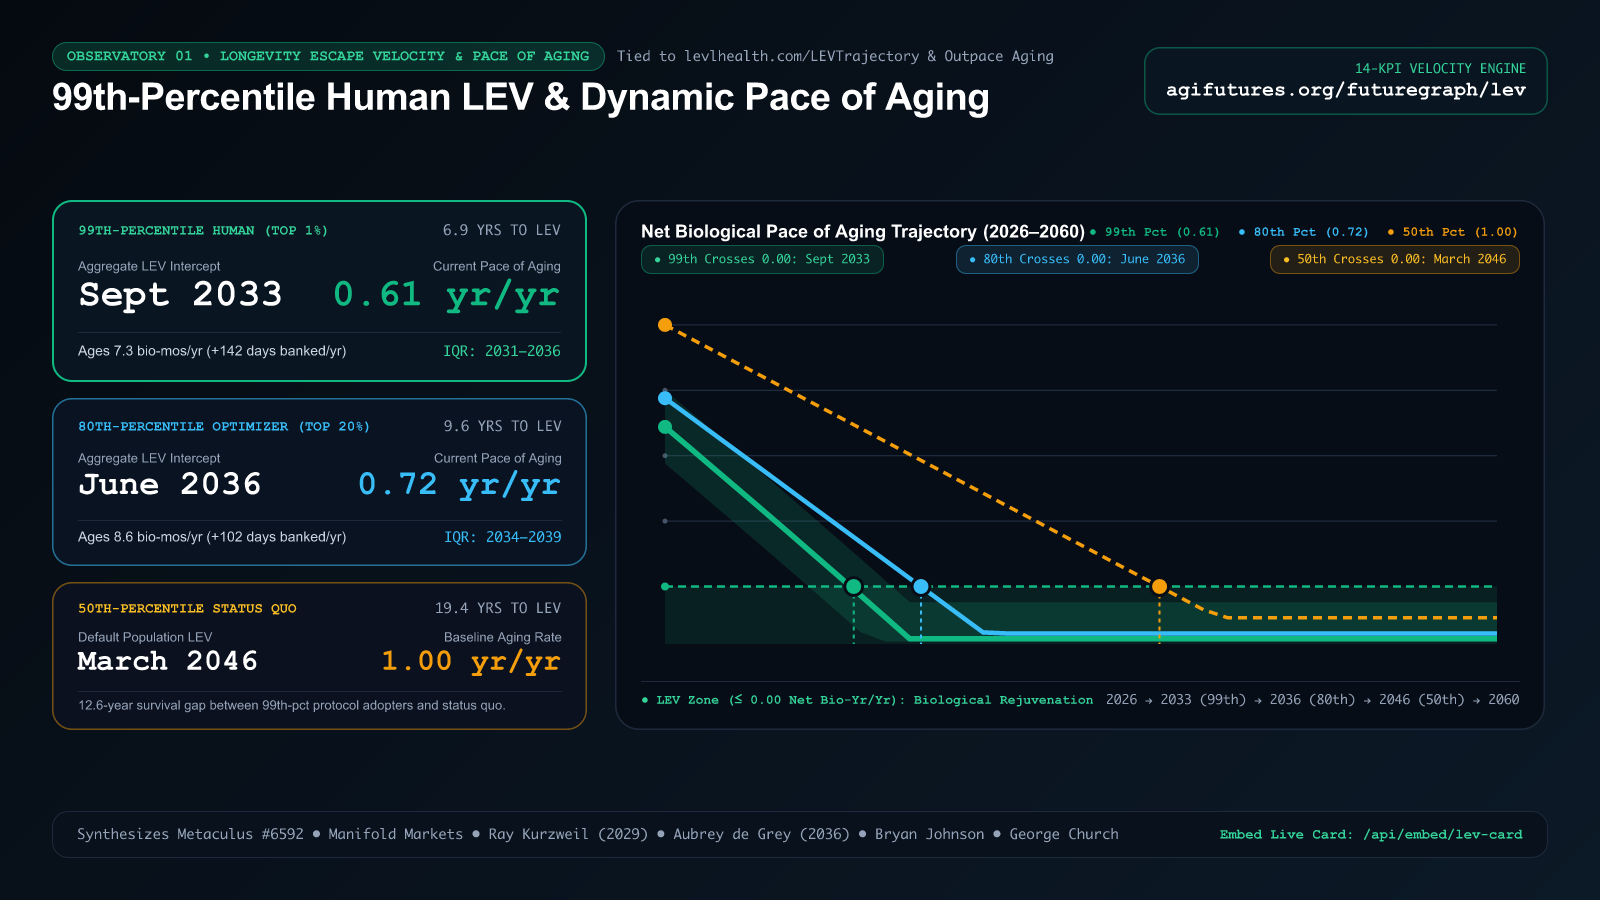 OBSERVATORY 01 • LONGEVITY ESCAPE VELOCITY & PACE OF AGING
Tied to levlhealth.com/LEVTrajectory & Outpace Aging
99th-Percentile Human LEV & Dynamic Pace of Aging
14-KPI VELOCITY ENGINE
agifutures.org/futuregraph/lev
99TH-PERCENTILE HUMAN (TOP 1%)
6.9 YRS TO LEV
Aggregate LEV Intercept
Current Pace of Aging
Sept 2033
0.61 yr/yr
Ages 7.3 bio-mos/yr (+142 days banked/yr)
IQR: 2031–2036
80TH-PERCENTILE OPTIMIZER (TOP 20%)
9.6 YRS TO LEV
Aggregate LEV Intercept
Current Pace of Aging
June 2036
0.72 yr/yr
Ages 8.6 bio-mos/yr (+102 days banked/yr)
IQR: 2034–2039
50TH-PERCENTILE STATUS QUO
19.4 YRS TO LEV
Default Population LEV
Baseline Aging Rate
March 2046
1.00 yr/yr
12.6-year survival gap between 99th-pct protocol adopters and status quo.
Net Biological Pace of Aging Trajectory (2026–2060)
● 99th Pct (0.61)
● 80th Pct (0.72)
● 50th Pct (1.00)
● 99th Crosses 0.00: Sept 2033
● 80th Crosses 0.00: June 2036
● 50th Crosses 0.00: March 2046
● LEV Zone (≤ 0.00 Net Bio-Yr/Yr): Biological Rejuvenation
2026 → 2033 (99th) → 2036 (80th) → 2046 (50th) → 2060
Synthesizes Metaculus #6592 ● Manifold Markets ● Ray Kurzweil (2029) ● Aubrey de Grey (2036) ● Bryan Johnson ● George Church
Embed Live Card: /api/embed/lev-card